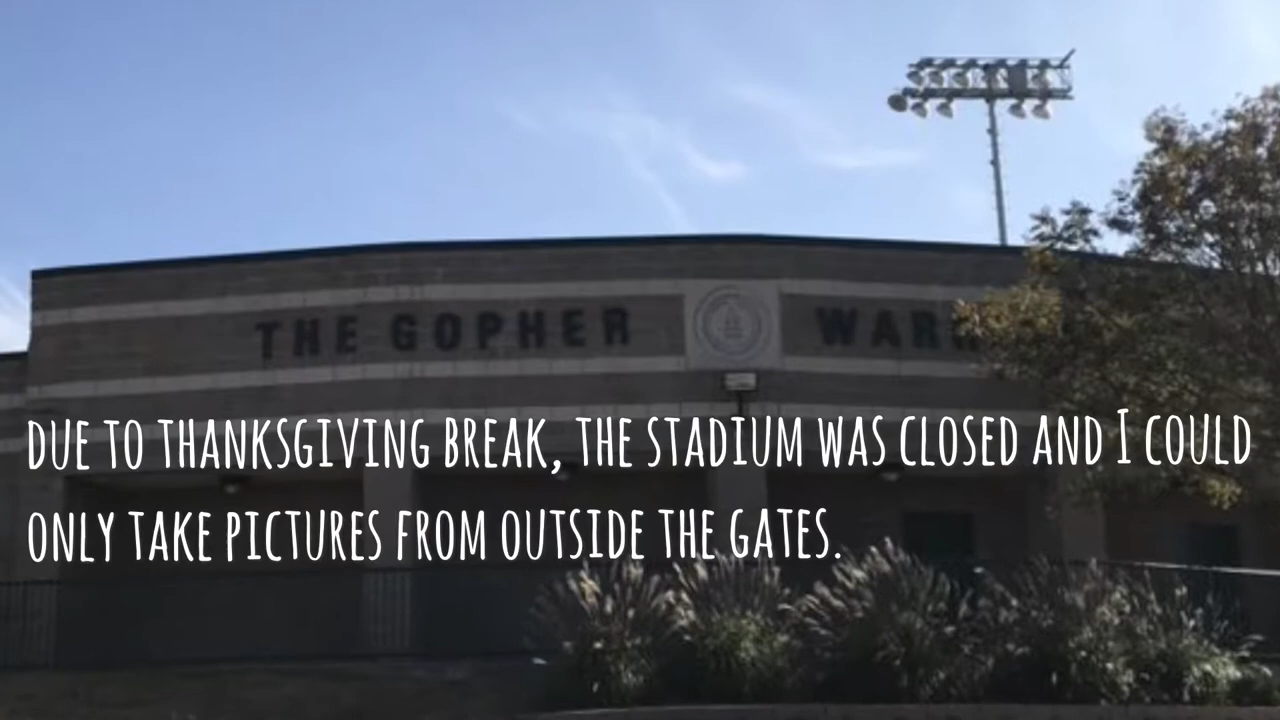 THE GOPHER
DUE TO THANKSGIVING BREAK, THE STADIUM WAS CLOSED AND I COULD
ONLY TAKE PICTURES FROM OUTSIDE THE GATES.